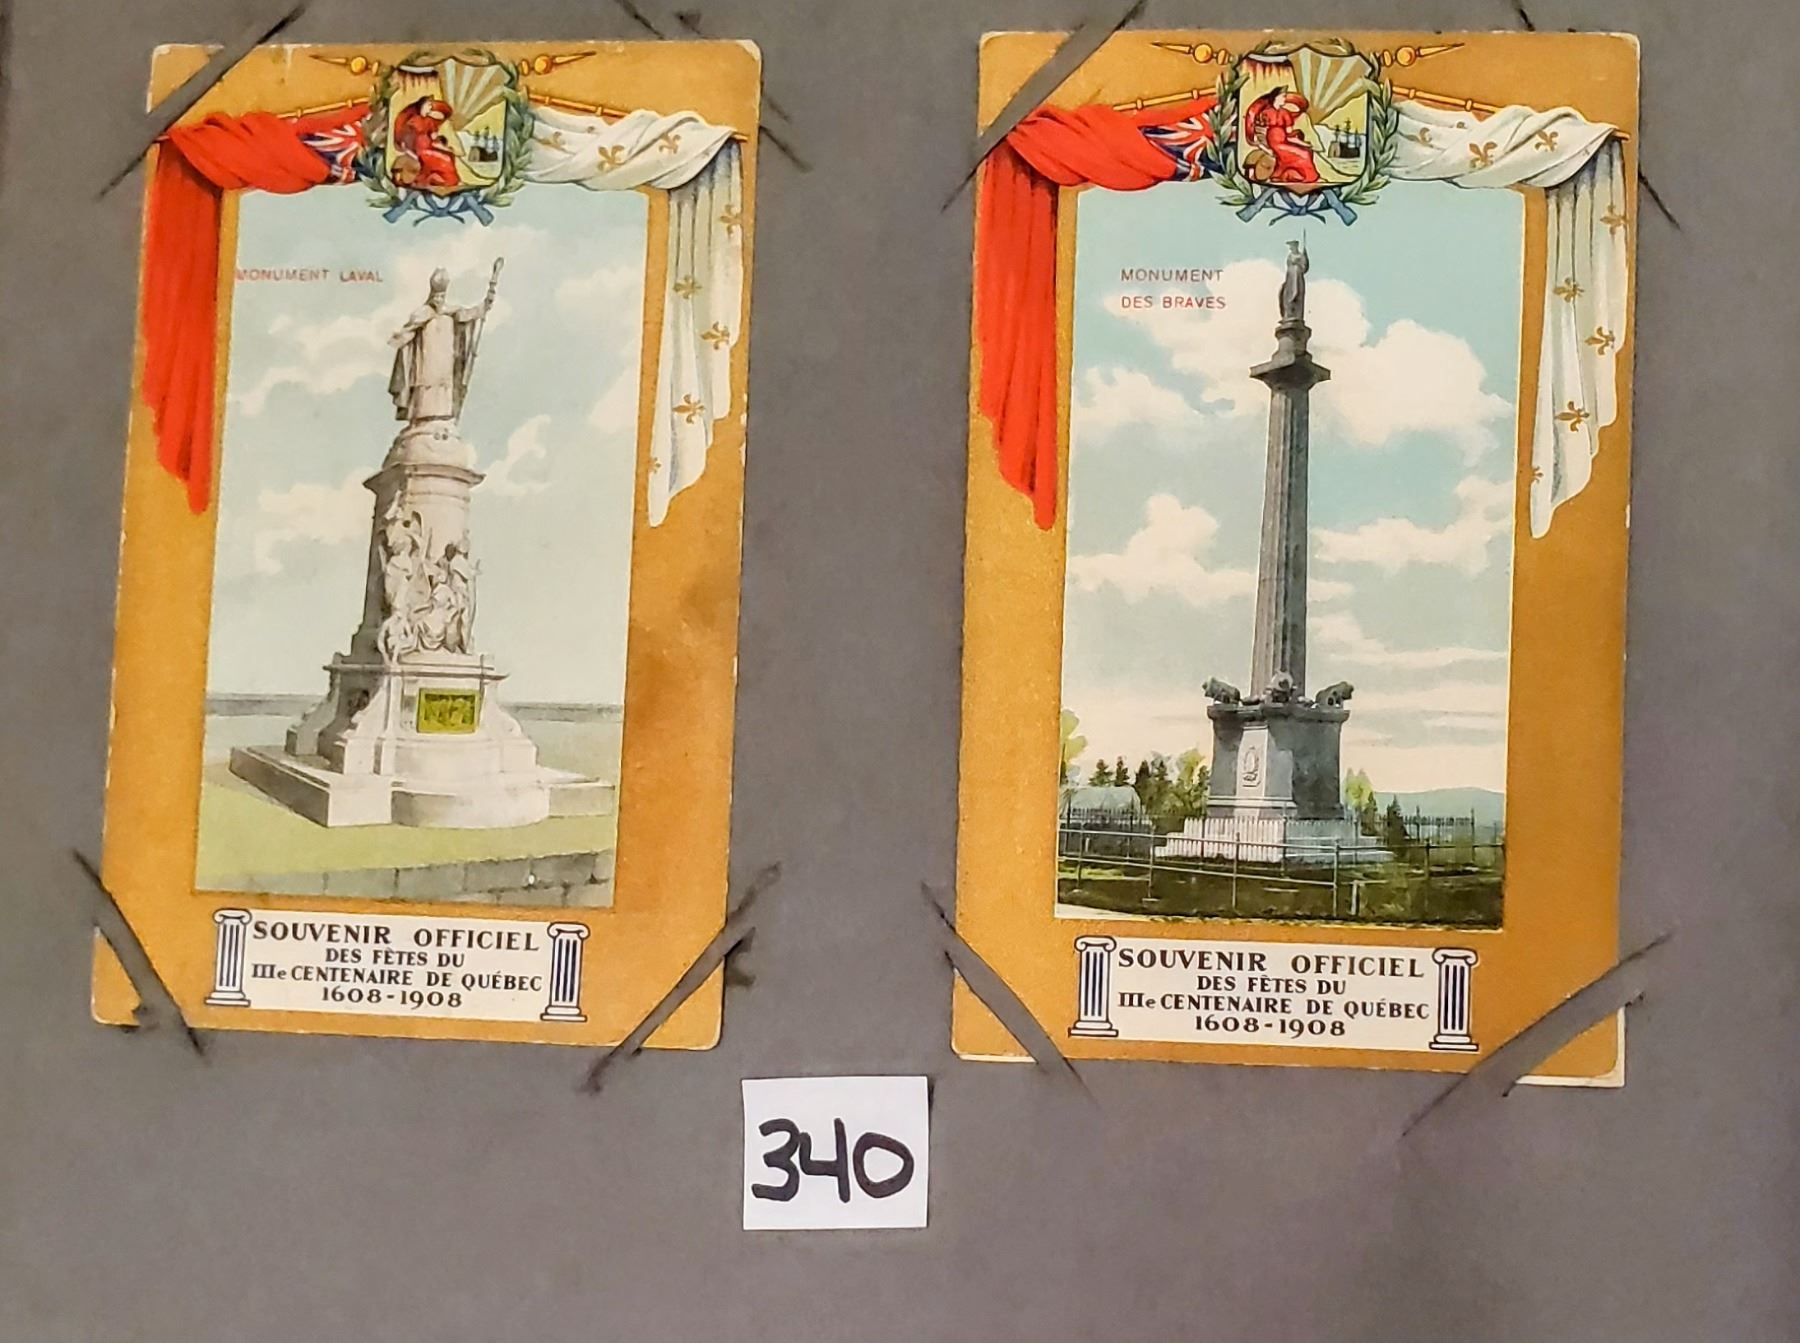 MONUMENT LAVAL
SOUVENIR OFFICIEL
DES FÊTES DU
IIIe CENTENAIRE DE QUÉBEC
1608-1908
MONUMENT
DES BRAVES
SOUVENIR OFFICIEL
DES FÊTES DU
IIIe CENTENAIRE DE QUÉBEC
1608-1908
340